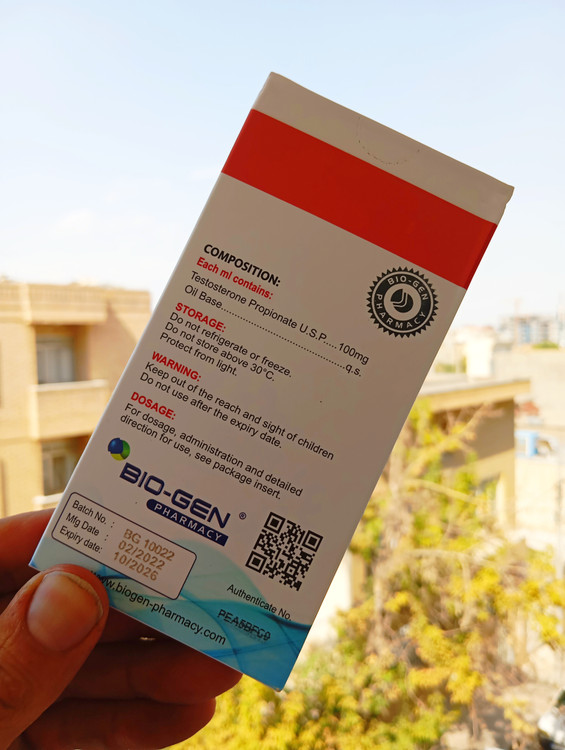 COMPOSITION:
Each ml contains:
Testosterone Propionate U.S.P....100mg
Oil Base.....................................q.s.
STORAGE:
Do not refrigerate or freeze.
Do not store above 30°C.
Protect from light.
WARNING:
Keep out of the reach and sight of children
Do not use after the expiry date.
DOSAGE:
For dosage, administration and detailed
direction for use, see package insert.
BIO-GEN
PHARMACY
BIO-GEN ®
PHARMACY
Batch No. : BG 10022
Mfg Date : 02/2022
Expiry date: 10/2026
www.biogen-pharmacy.com
Authenticate No.